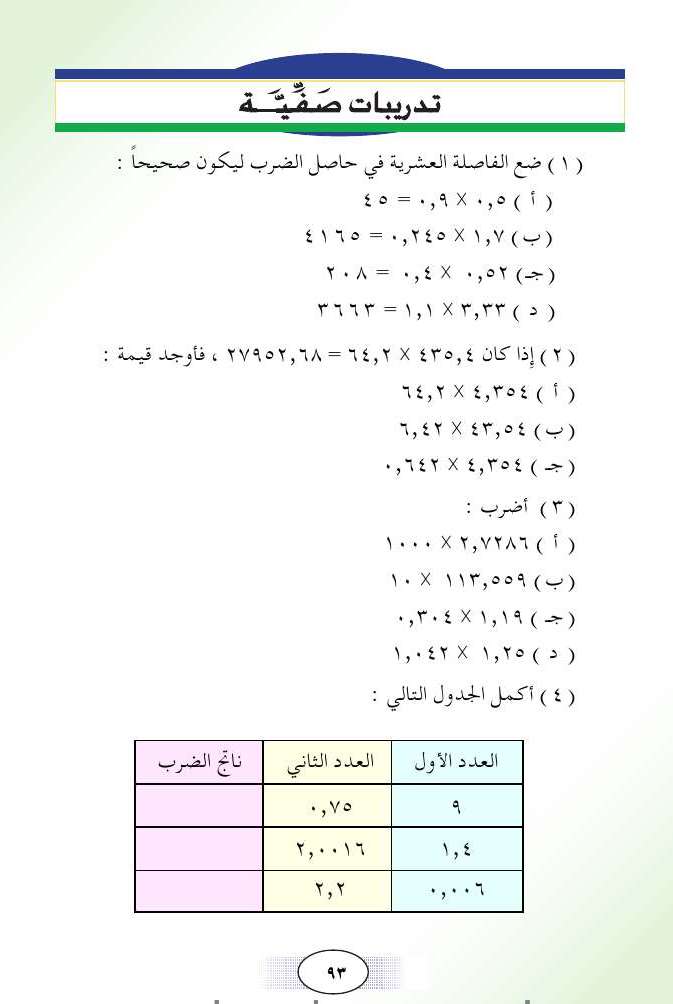 تدريبات صَفِّيَّـــة
( ١ ) ضع الفاصلة العشرية في حاصل الضرب ليكون صحيحاً :
( أ ) ٠,٥ × ٠,٩ = ٤٥
( ب ) ١,٧ × ٠,٢٤٥ = ٤١٦٥
( جـ ) ٠,٥٢ × ٠,٤ = ٢٠٨
( د ) ٣,٣٣ × ١,١ = ٣٦٦٣
( ٢ ) إذا كان ٤٣٥,٤ × ٦٤,٢ = ٢٧٩٥٢,٦٨ ، فأوجد قيمة :
( أ ) ٤,٣٥٤ × ٦٤,٢
( ب ) ٤٣,٥٤ × ٦,٤٢
( جـ ) ٤,٣٥٤ × ٠,٦٤٢
( ٣ ) أضرب :
( أ ) ٢,٧٢٨٦ × ١٠٠٠
( ب ) ١١٣,٥٥٩ × ١٠
( جـ ) ١,١٩ × ٠,٣٠٤
( د ) ١,٢٥ × ١,٠٤٢
( ٤ ) أكمل الجدول التالي :
العدد الأول العدد الثاني ناتج الضرب
٩ ٠,٧٥
١,٤ ٢,٠٠١٦
٠,٠٠٦ ٢,٢
٩٣